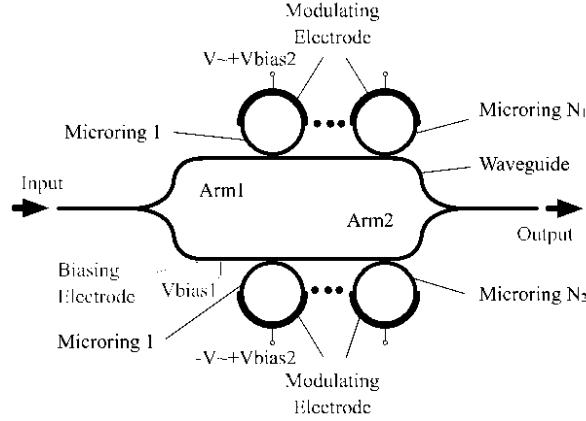 Modulating
Electrode
V~+Vbias2
Microring 1
Microring N₁
Waveguide
Input
Arm1
Arm2
Output
Biasing
Electrode
Vbias1
Microring N₂
Microring 1
-V~+Vbias2
Modulating
Electrode